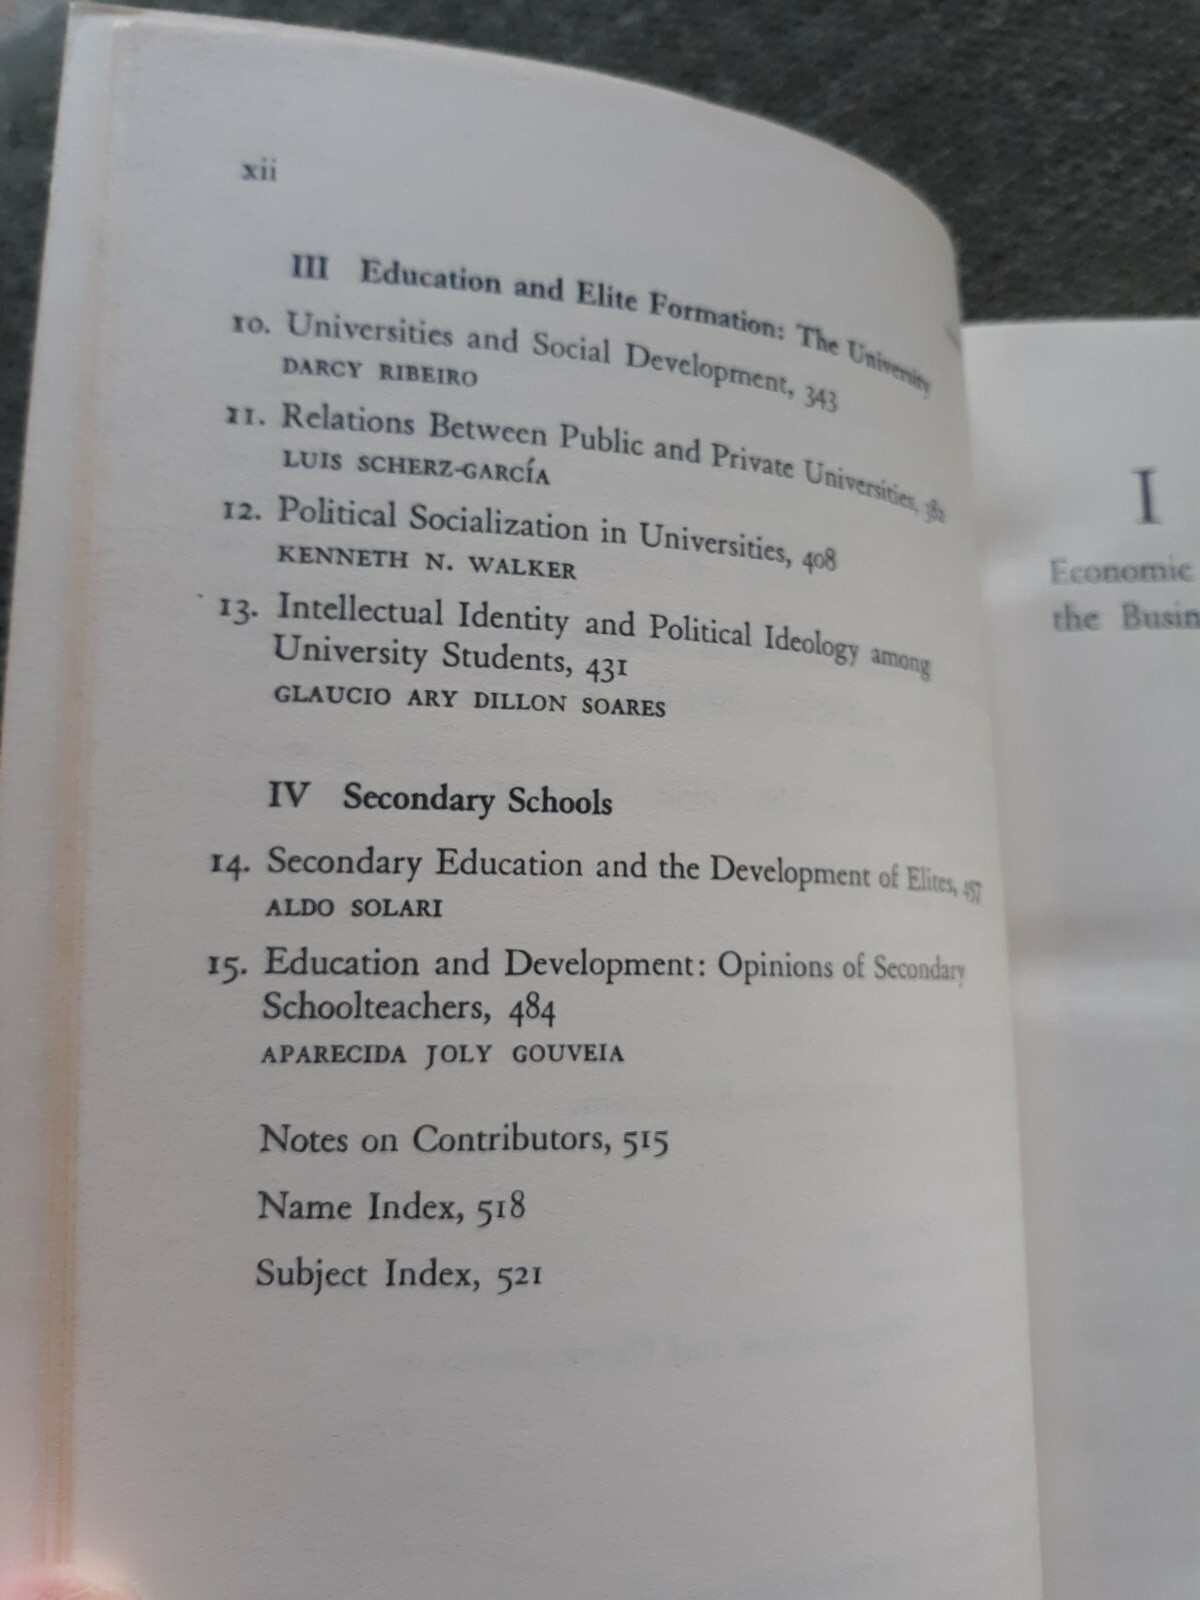 xii
III Education and Elite Formation: The University
10. Universities and Social Development, 343
DARCY RIBEIRO
11. Relations Between Public and Private Universities, 382
LUIS SCHERZ-GARCÍA
12. Political Socialization in Universities, 408
KENNETH N. WALKER
13. Intellectual Identity and Political Ideology among
University Students, 431
GLAUCIO ARY DILLON SOARES
IV Secondary Schools
14. Secondary Education and the Development of Elites, 457
ALDO SOLARI
15. Education and Development: Opinions of Secondary
Schoolteachers, 484
APARECIDA JOLY GOUVEIA
Notes on Contributors, 515
Name Index, 518
Subject Index, 521
I
Economic
the Busin